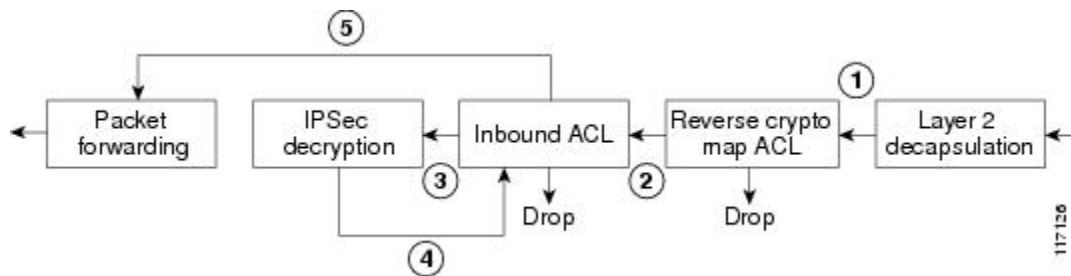 5
1
Packet
forwarding
IPSec
decryption
Inbound ACL
Reverse crypto
map ACL
Layer 2
decapsulation
3
2
Drop
Drop
4
117126